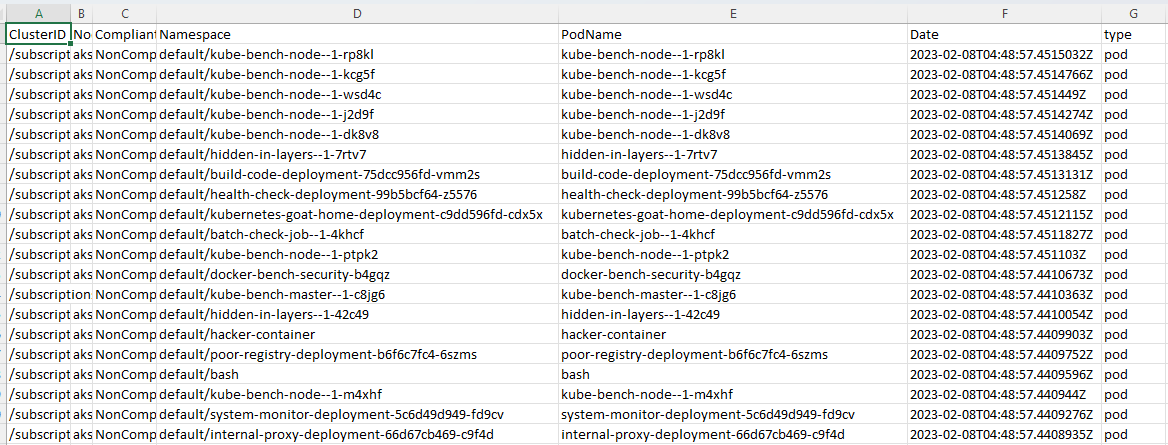 A B C D E F G
ClusterID No Compliant Namespace PodName Date type
/subscript aks NonComp default/kube-bench-node--1-rp8kl kube-bench-node--1-rp8kl 2023-02-08T04:48:57.4515032Z pod
/subscript aks NonComp default/kube-bench-node--1-kcg5f kube-bench-node--1-kcg5f 2023-02-08T04:48:57.4514766Z pod
/subscript aks NonComp default/kube-bench-node--1-wsd4c kube-bench-node--1-wsd4c 2023-02-08T04:48:57.451449Z pod
/subscript aks NonComp default/kube-bench-node--1-j2d9f kube-bench-node--1-j2d9f 2023-02-08T04:48:57.4514274Z pod
/subscript aks NonComp default/kube-bench-node--1-dk8v8 kube-bench-node--1-dk8v8 2023-02-08T04:48:57.4514069Z pod
/subscript aks NonComp default/hidden-in-layers--1-7rtv7 hidden-in-layers--1-7rtv7 2023-02-08T04:48:57.4513845Z pod
/subscript aks NonComp default/build-code-deployment-75dcc956fd-vmm2s build-code-deployment-75dcc956fd-vmm2s 2023-02-08T04:48:57.4513131Z pod
/subscript aks NonComp default/health-check-deployment-99b5bcf64-z5576 health-check-deployment-99b5bcf64-z5576 2023-02-08T04:48:57.451258Z pod
/subscript aks NonComp default/kubernetes-goat-home-deployment-c9dd596fd-cdx5x kubernetes-goat-home-deployment-c9dd596fd-cdx5x 2023-02-08T04:48:57.4512115Z pod
/subscript aks NonComp default/batch-check-job--1-4khcf batch-check-job--1-4khcf 2023-02-08T04:48:57.4511827Z pod
/subscript aks NonComp default/kube-bench-node--1-ptpk2 kube-bench-node--1-ptpk2 2023-02-08T04:48:57.451103Z pod
/subscript aks NonComp default/docker-bench-security-b4gqz docker-bench-security-b4gqz 2023-02-08T04:48:57.4410673Z pod
/subscription NonComp default/kube-bench-master--1-c8jg6 kube-bench-master--1-c8jg6 2023-02-08T04:48:57.4410363Z pod
/subscript aks NonComp default/hidden-in-layers--1-42c49 hidden-in-layers--1-42c49 2023-02-08T04:48:57.4410054Z pod
/subscript aks NonComp default/hacker-container hacker-container 2023-02-08T04:48:57.4409903Z pod
/subscript aks NonComp default/poor-registry-deployment-b6f6c7fc4-6szms poor-registry-deployment-b6f6c7fc4-6szms 2023-02-08T04:48:57.4409752Z pod
/subscript aks NonComp default/bash bash 2023-02-08T04:48:57.4409596Z pod
/subscript aks NonComp default/kube-bench-node--1-m4xhf kube-bench-node--1-m4xhf 2023-02-08T04:48:57.440944Z pod
/subscript aks NonComp default/system-monitor-deployment-5c6d49d949-fd9cv system-monitor-deployment-5c6d49d949-fd9cv 2023-02-08T04:48:57.4409276Z pod
/subscript aks NonComp default/internal-proxy-deployment-66d67cb469-c9f4d internal-proxy-deployment-66d67cb469-c9f4d 2023-02-08T04:48:57.4408935Z pod